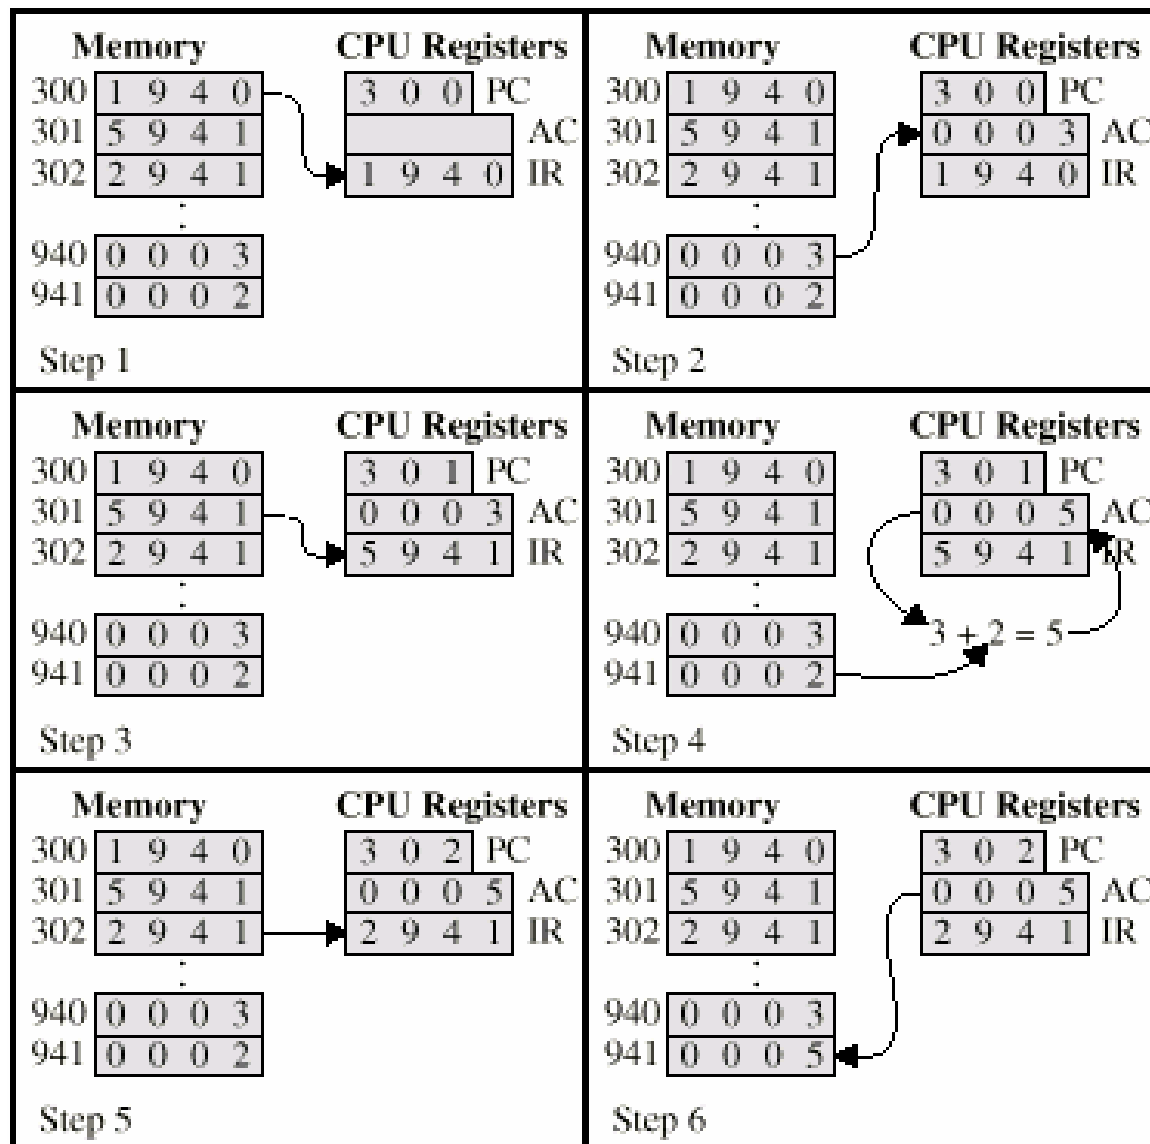 Memory CPU Registers
300 1 9 4 0 3 0 0 PC
301 5 9 4 1 AC
302 2 9 4 1 1 9 4 0 IR
940 0 0 0 3
941 0 0 0 2
Step 1
Memory CPU Registers
300 1 9 4 0 3 0 0 PC
301 5 9 4 1 0 0 0 3 AC
302 2 9 4 1 1 9 4 0 IR
940 0 0 0 3
941 0 0 0 2
Step 2
Memory CPU Registers
300 1 9 4 0 3 0 1 PC
301 5 9 4 1 0 0 0 3 AC
302 2 9 4 1 5 9 4 1 IR
940 0 0 0 3
941 0 0 0 2
Step 3
Memory CPU Registers
300 1 9 4 0 3 0 1 PC
301 5 9 4 1 0 0 0 5 AC
302 2 9 4 1 5 9 4 1 IR
940 0 0 0 3 3 + 2 = 5
941 0 0 0 2
Step 4
Memory CPU Registers
300 1 9 4 0 3 0 2 PC
301 5 9 4 1 0 0 0 5 AC
302 2 9 4 1 2 9 4 1 IR
940 0 0 0 3
941 0 0 0 2
Step 5
Memory CPU Registers
300 1 9 4 0 3 0 2 PC
301 5 9 4 1 0 0 0 5 AC
302 2 9 4 1 2 9 4 1 IR
940 0 0 0 3
941 0 0 0 5
Step 6